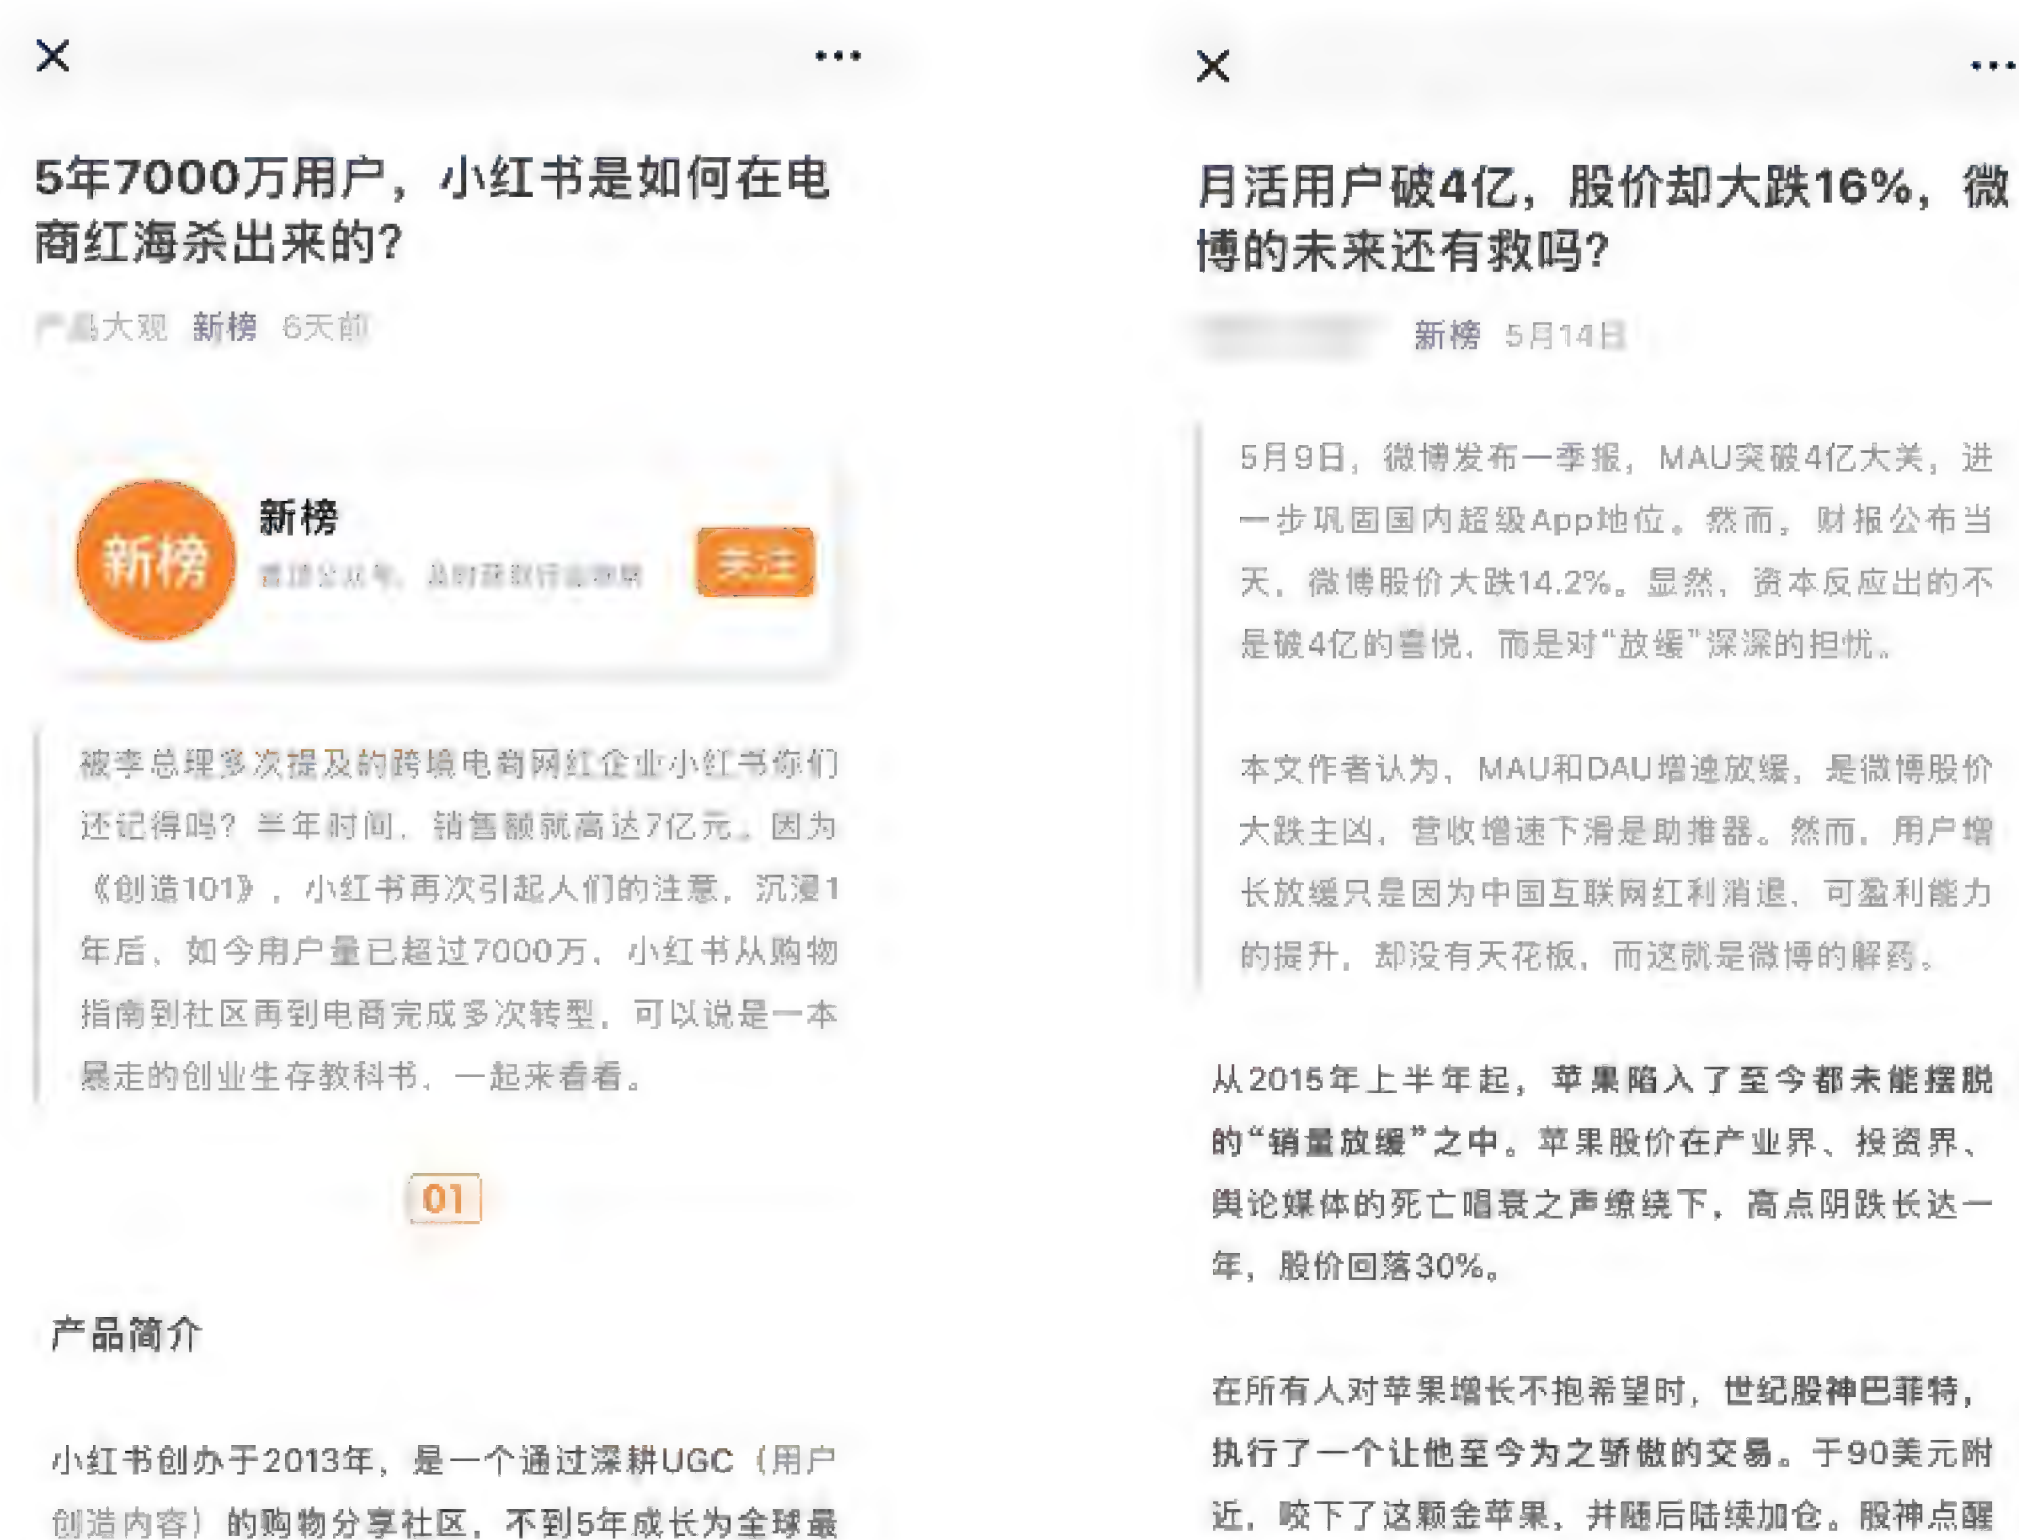 5年7000万用户，小红书是如何在电
商红海杀出来的？
产品大观 新榜 6天前
新榜
新榜
关注
被李总理多次提及的跨境电商网红企业小红书你们
还记得吗？半年时间，销售额就高达7亿元。因为
《创造101》，小红书再次引起人们的注意，沉浸1
年后，如今用户量已超过7000万，小红书从购物
指南到社区再到电商完成多次转型，可以说是一本
暴走的创业生存教科书，一起来看看。
01
产品简介
小红书创办于2013年，是一个通过深耕UGC（用户
创造内容）的购物分享社区，不到5年成长为全球最
月活用户破4亿，股价却大跌16%，微
博的未来还有救吗？
新榜 5月14日
5月9日，微博发布一季报，MAU突破4亿大关，进
一步巩固国内超级App地位。然而，财报公布当
天，微博股价大跌14.2%。显然，资本反应出的不
是破4亿的喜悦，而是对“放缓”深深的担忧。
本文作者认为，MAU和DAU增速放缓，是微博股价
大跌主凶，营收增速下滑是助推器。然而，用户增
长放缓只是因为中国互联网红利消退，可盈利能力
的提升，却没有天花板，而这就是微博的解药。
从2015年上半年起，苹果陷入了至今都未能摆脱
的“销量放缓”之中。苹果股价在产业界、投资界、
舆论媒体的死亡唱衰之声缭绕下，高点阴跌长达一
年，股价回落30%。
在所有人对苹果增长不抱希望时，世纪股神巴菲特，
执行了一个让他至今为之骄傲的交易。于90美元附
近，咬下了这颗金苹果，并随后陆续加仓。股神点醒